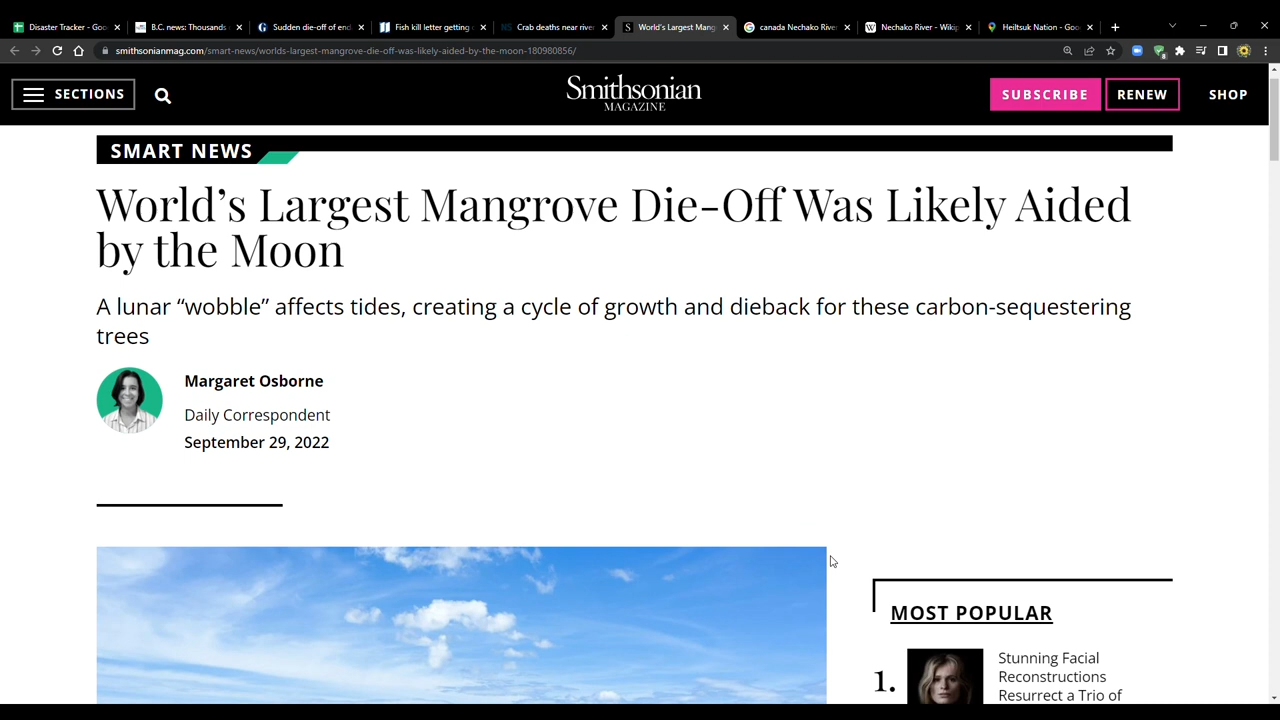 Disaster Tracker - Goo
B.C. news: Thousands
Sudden die-off of end
Fish kill letter getting
Crab deaths near river
World's Largest Mang
canada Nechako River
Nechako River - Wiki
Heiltsuk Nation - Goo
smithsonianmag.com/smart-news/worlds-largest-mangrove-die-off-was-likely-aided-by-the-moon-180980856/
SECTIONS
Smithsonian
MAGAZINE
SUBSCRIBE
RENEW
SHOP
SMART NEWS
World’s Largest Mangrove Die-Off Was Likely Aided
by the Moon
A lunar “wobble” affects tides, creating a cycle of growth and dieback for these carbon-sequestering
trees
Margaret Osborne
Daily Correspondent
September 29, 2022
MOST POPULAR
1.
Stunning Facial
Reconstructions
Resurrect a Trio of